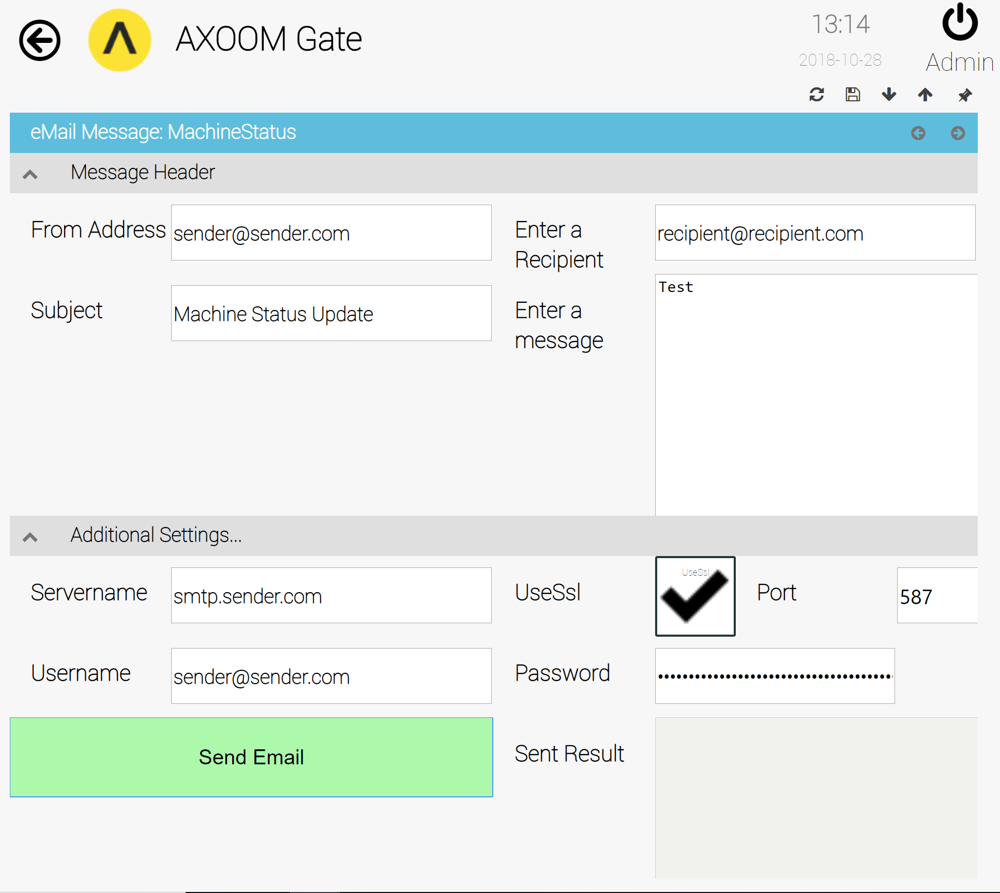 AXOOM Gate
13:14
2018-10-28
Admin
eMail Message: MachineStatus
Message Header
From Address
sender@sender.com
Enter a
Recipient
recipient@recipient.com
Subject
Machine Status Update
Enter a
message
Test
Additional Settings...
Servername
smtp.sender.com
UseSsl
UseSsl
Port
587
Username
sender@sender.com
Password
Send Email
Sent Result